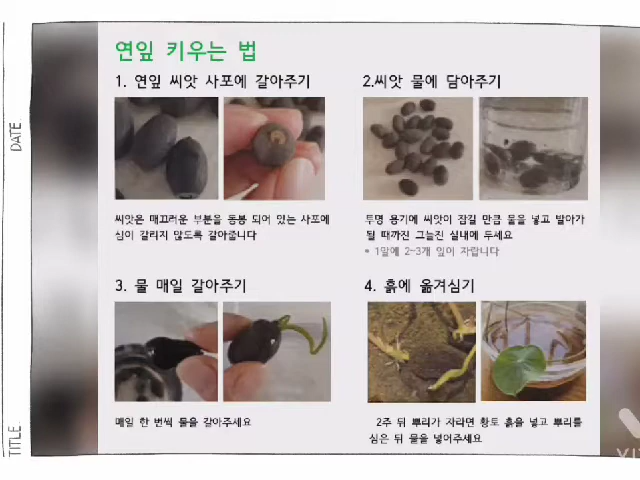 연잎 키우는 법
1. 연잎 씨앗 사포에 갈아주기
2.씨앗 물에 담아주기
씨앗은 매끄러운 부분을 동봉 되어 있는 사포에
심이 갈리지 않도록 갈아줍니다
투명 용기에 씨앗이 잠길 만큼 물을 넣고 발아가
될 때까진 그늘진 실내에 두세요
* 1알에 2~3개 잎이 자랍니다
3. 물 매일 갈아주기
4. 흙에 옮겨심기
매일 한 번씩 물을 갈아주세요
2주 뒤 뿌리가 자라면 황토 흙을 넣고 뿌리를
심은 뒤 물을 넣어주세요
DATE
TITLE